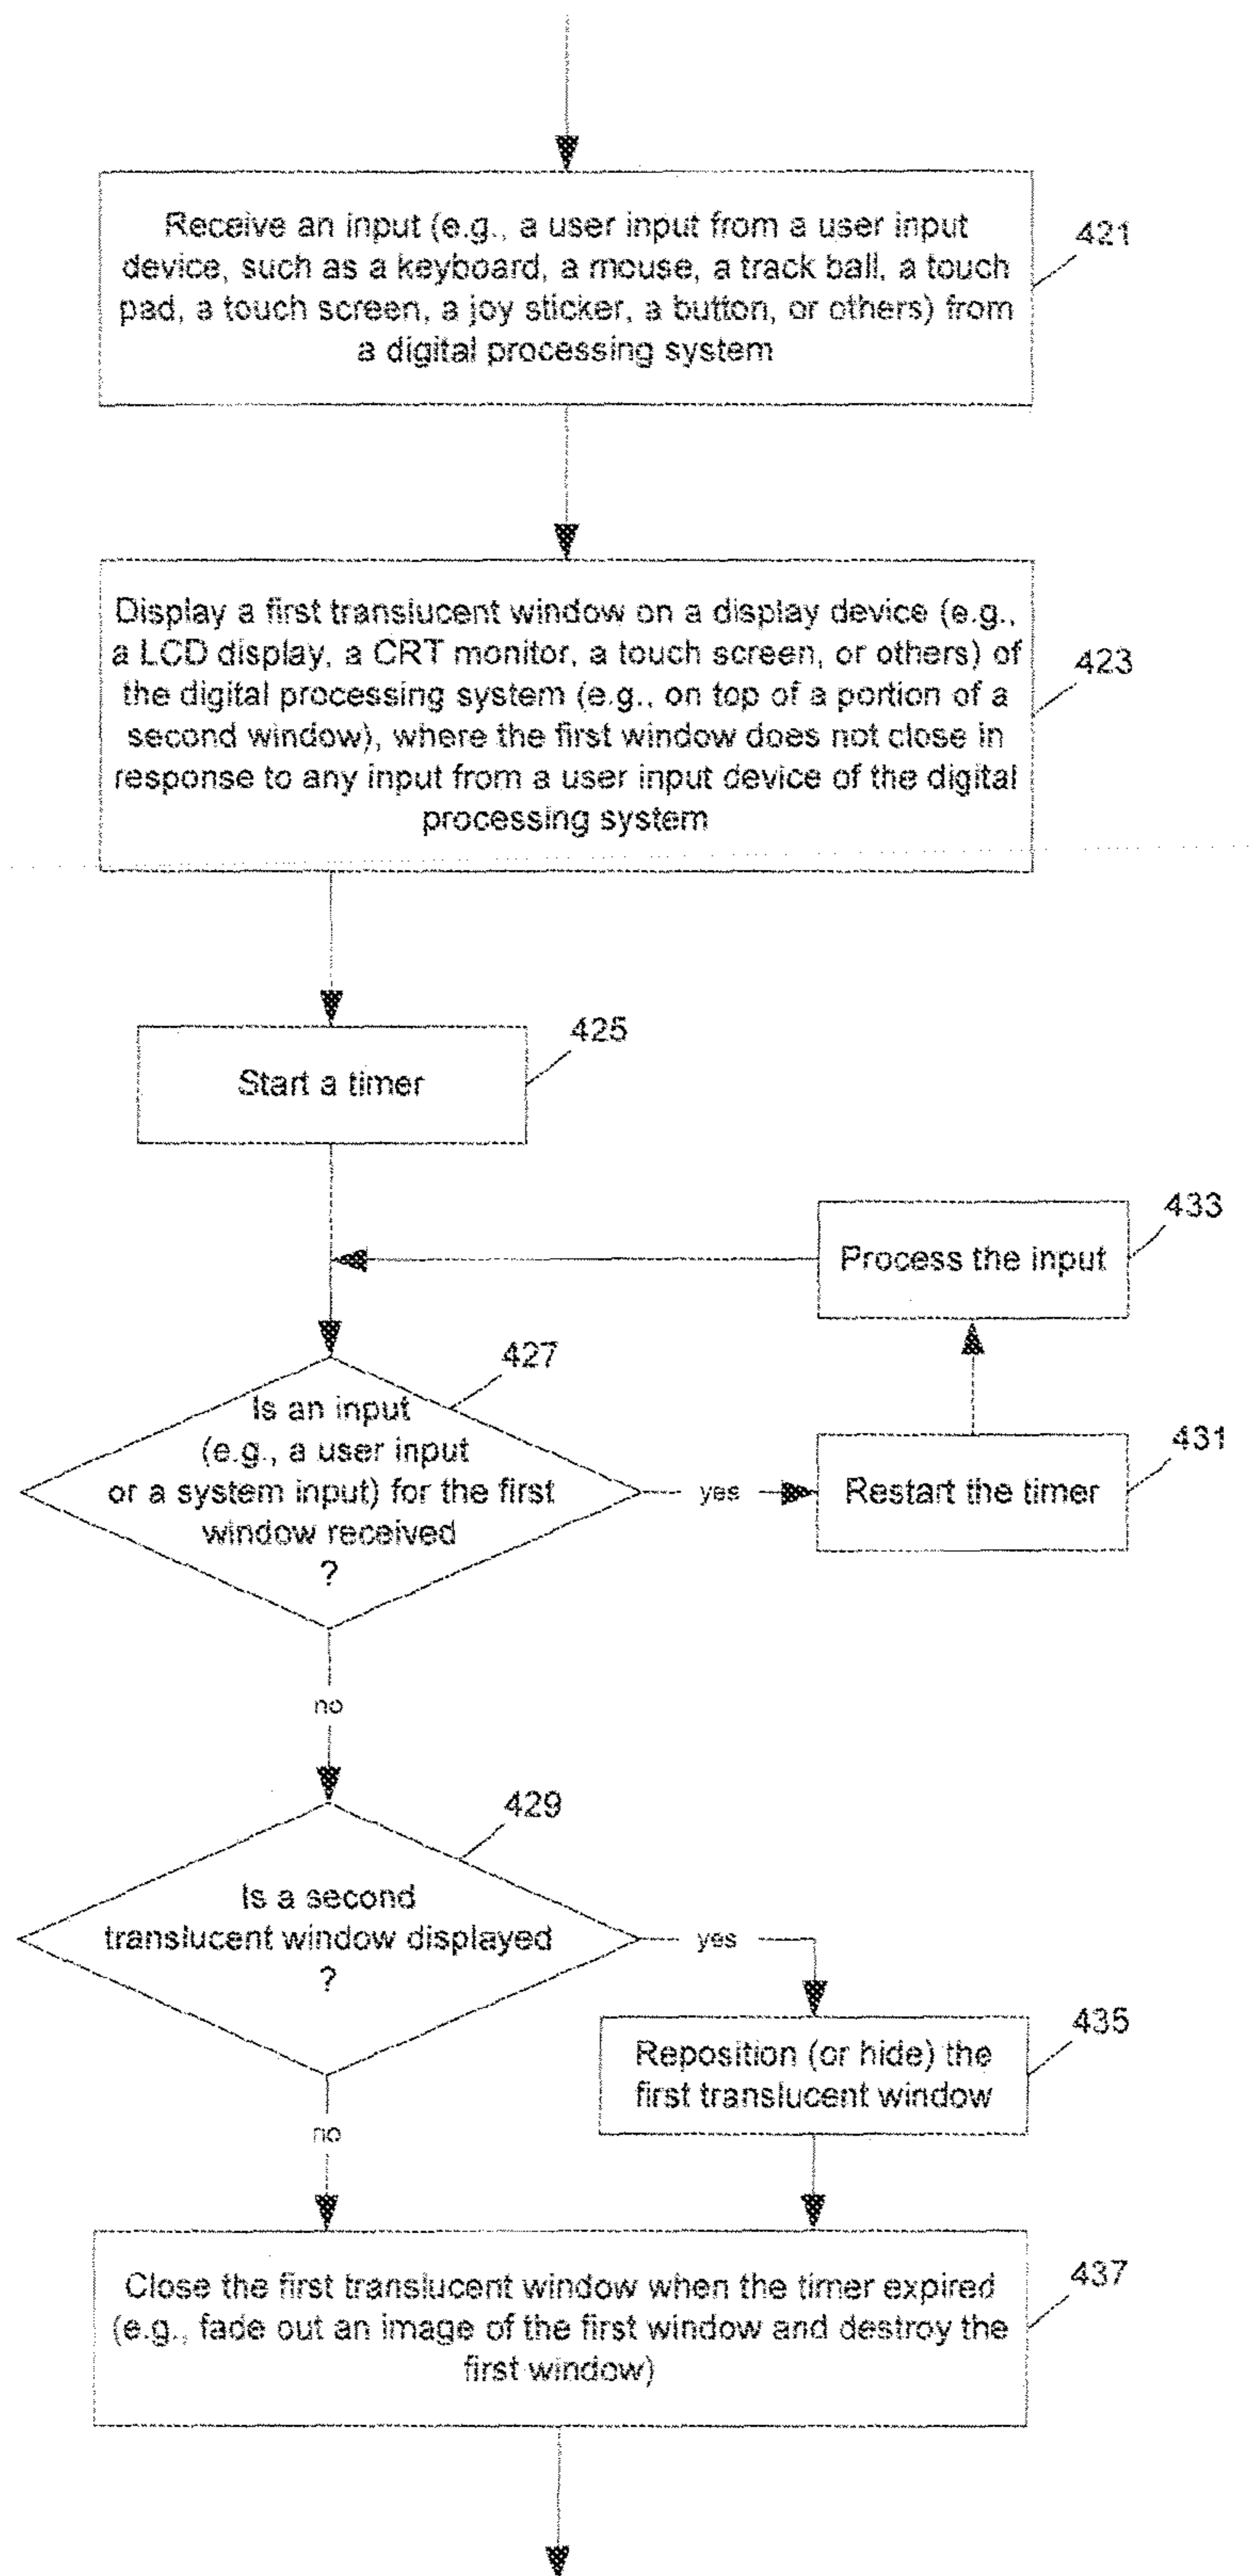 Receive an input (e.g., a user input from a user input
device, such as a keyboard, a mouse, a track ball, a touch
pad, a touch screen, a joy sticker, a button, or others) from
a digital processing system
421
Display a first translucent window on a display device (e.g.,
a LCD display, a CRT monitor, a touch screen, or others) of
the digital processing system (e.g., on top of a portion of a
second window), where the first window does not close in
response to any input from a user input device of the digital
processing system
423
Start a timer
425
Process the input
433
Is an input
(e.g., a user input
or a system input) for the first
window received
?
427
yes
Restart the timer
431
no
Is a second
translucent window displayed
?
429
yes
Reposition (or hide) the
first translucent window
435
no
Close the first translucent window when the timer expired
(e.g., fade out an image of the first window and destroy the
first window)
437